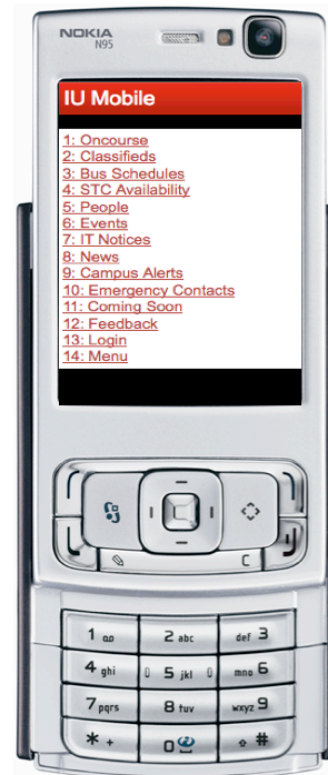 NOKIA
N95
IU Mobile
1: Oncourse
2: Classifieds
3: Bus Schedules
4: STC Availability
5: People
6: Events
7: IT Notices
8: News
9: Campus Alerts
10: Emergency Contacts
11: Coming Soon
12: Feedback
13: Login
14: Menu
C
1 ao 2 abc def 3
4 ghi 5 jkl mno 6
7 pqrs 8 tuv wxyz 9
* + 0 #